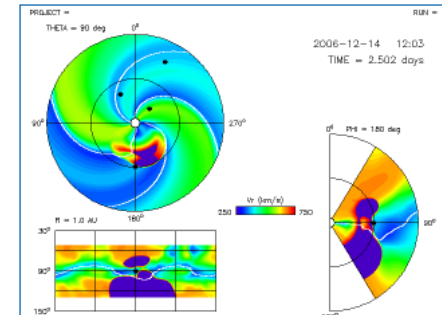 PROJECT =
RUN =
THETA = 90 deg
0°
2006-12-14 12:03
TIME = 2.502 days
90°
270°
0°
PHI = 180 deg
180°
R = 1.0 AU
Vr (km/s)
250
750
90°
30°
90°
150°